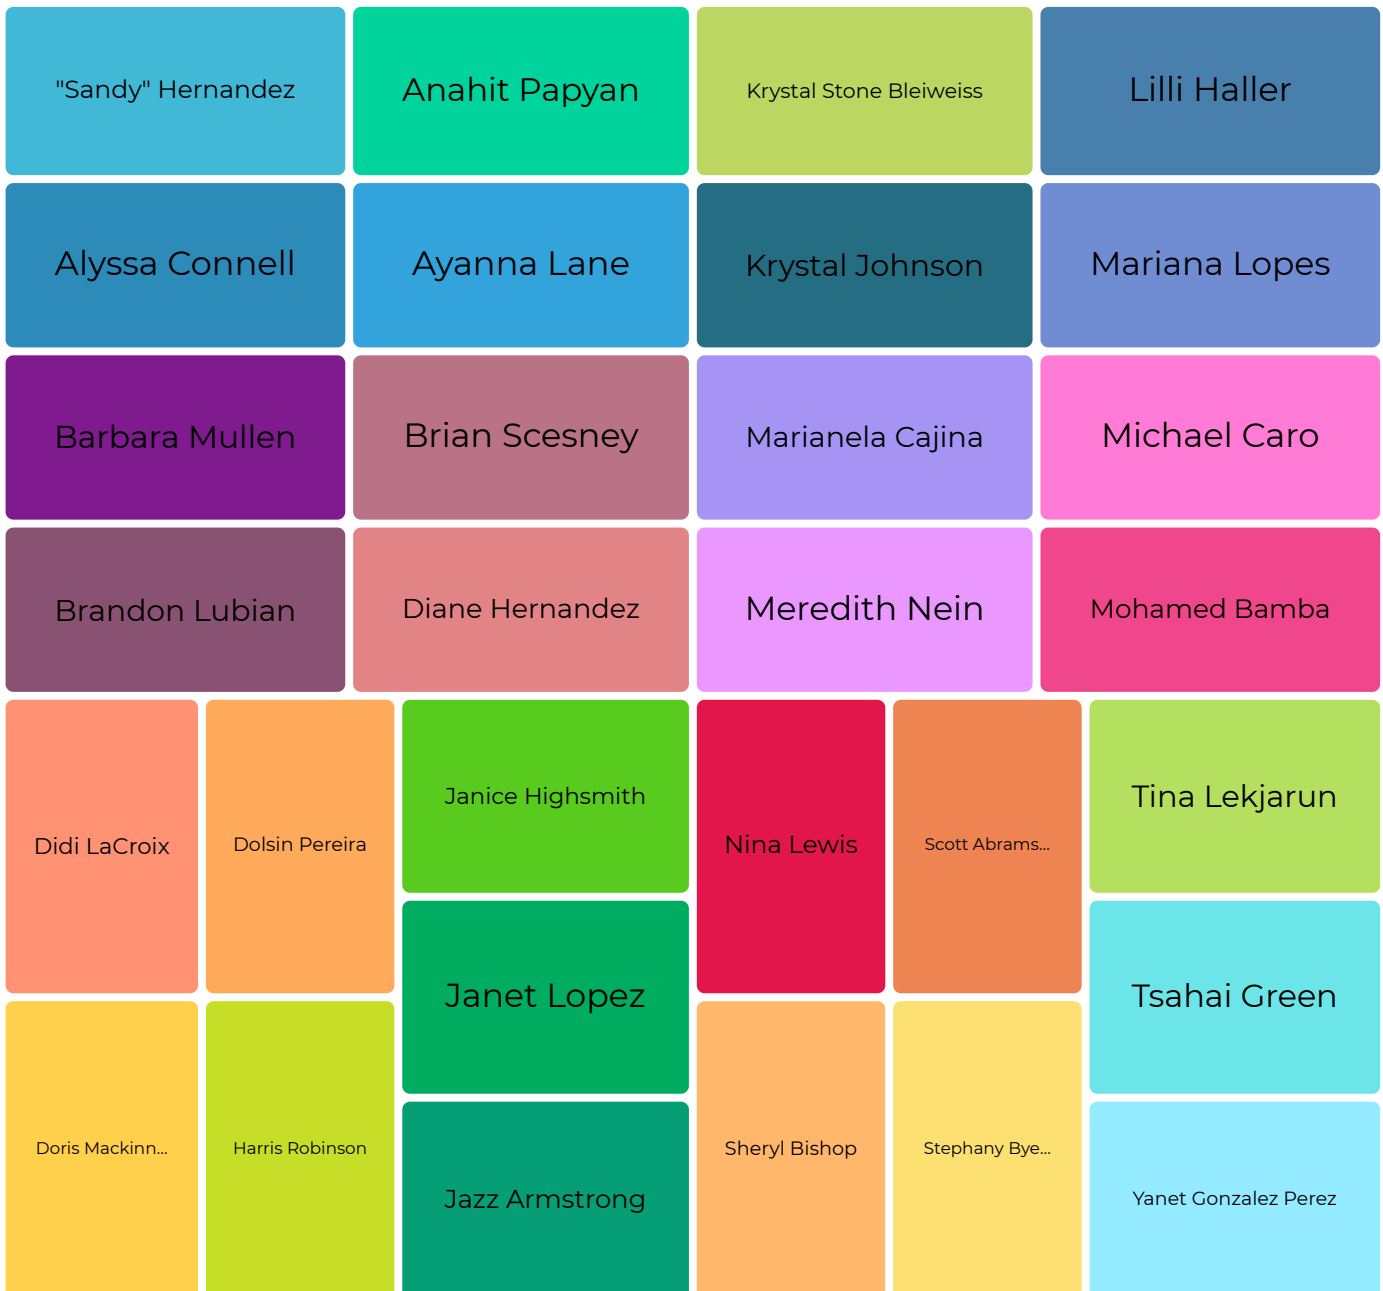 "Sandy" Hernandez
Anahit Papyan
Krystal Stone Bleiweiss
Lilli Haller
Alyssa Connell
Ayanna Lane
Krystal Johnson
Mariana Lopes
Barbara Mullen
Brian Scesney
Marianela Cajina
Michael Caro
Brandon Lubian
Diane Hernandez
Meredith Nein
Mohamed Bamba
Didi LaCroix
Dolsin Pereira
Janice Highsmith
Nina Lewis
Scott Abrams...
Tina Lekjarun
Janet Lopez
Tsahai Green
Doris Mackinn...
Harris Robinson
Jazz Armstrong
Sheryl Bishop
Stephany Bye...
Yanet Gonzalez Perez